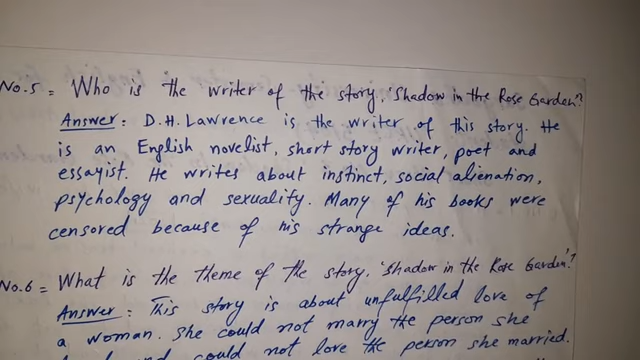 No.5 = Who is the writer of the story, 'Shadow in the Rose Garden'?
Answer : D.H. Lawrence is the writer of this story. He
is an English novelist, short story writer, poet and
essayist. He writes about instinct, social alienation,
psychology and sexuality. Many of his books were
censored because of his strange ideas.
No.6 = What is the theme of the story, 'Shadow in the Rose Garden'?
Answer : This story is about unfulfilled love of
a woman. She could not marry the person she
could not love the person she married.